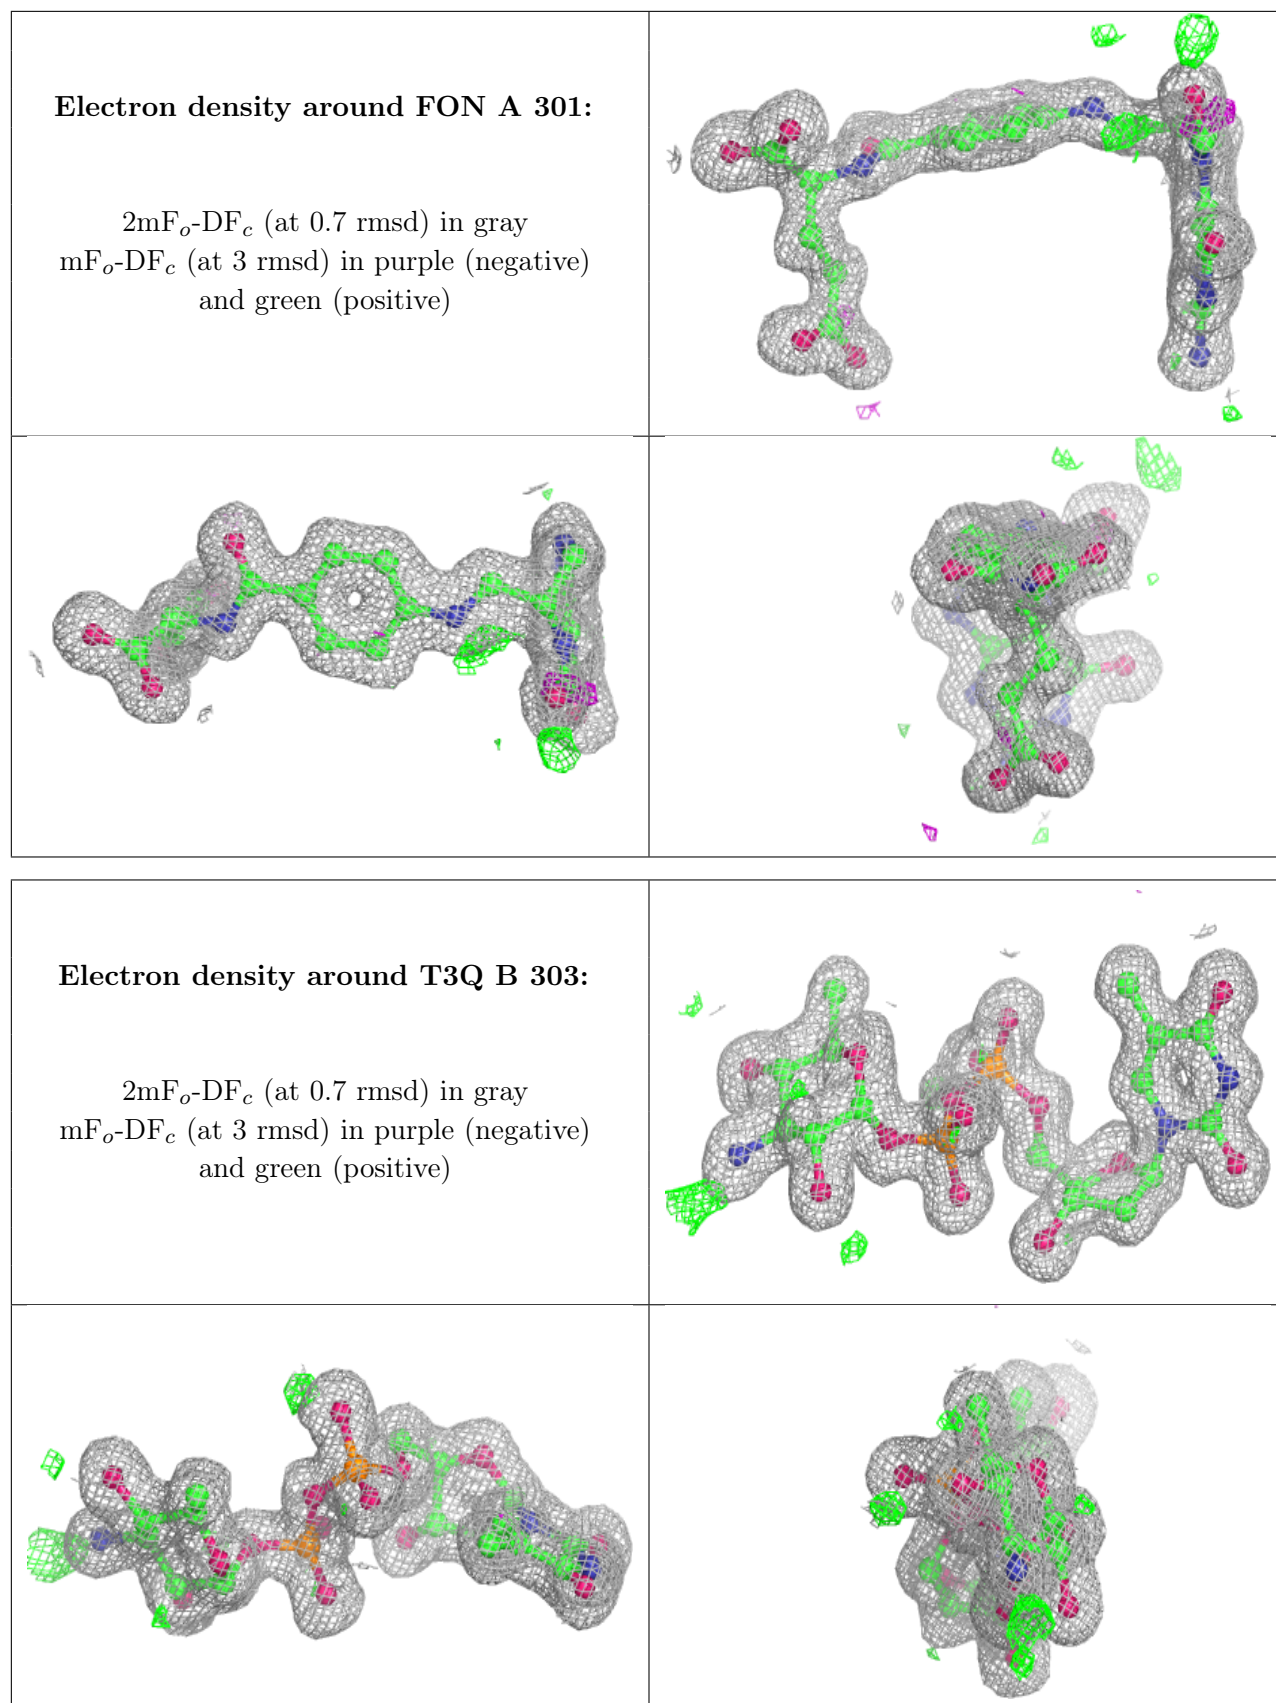 Electron density around FON A 301:
2mFo-DFc (at 0.7 rmsd) in gray
mFo-DFc (at 3 rmsd) in purple (negative)
and green (positive)
Electron density around T3Q B 303:
2mFo-DFc (at 0.7 rmsd) in gray
mFo-DFc (at 3 rmsd) in purple (negative)
and green (positive)